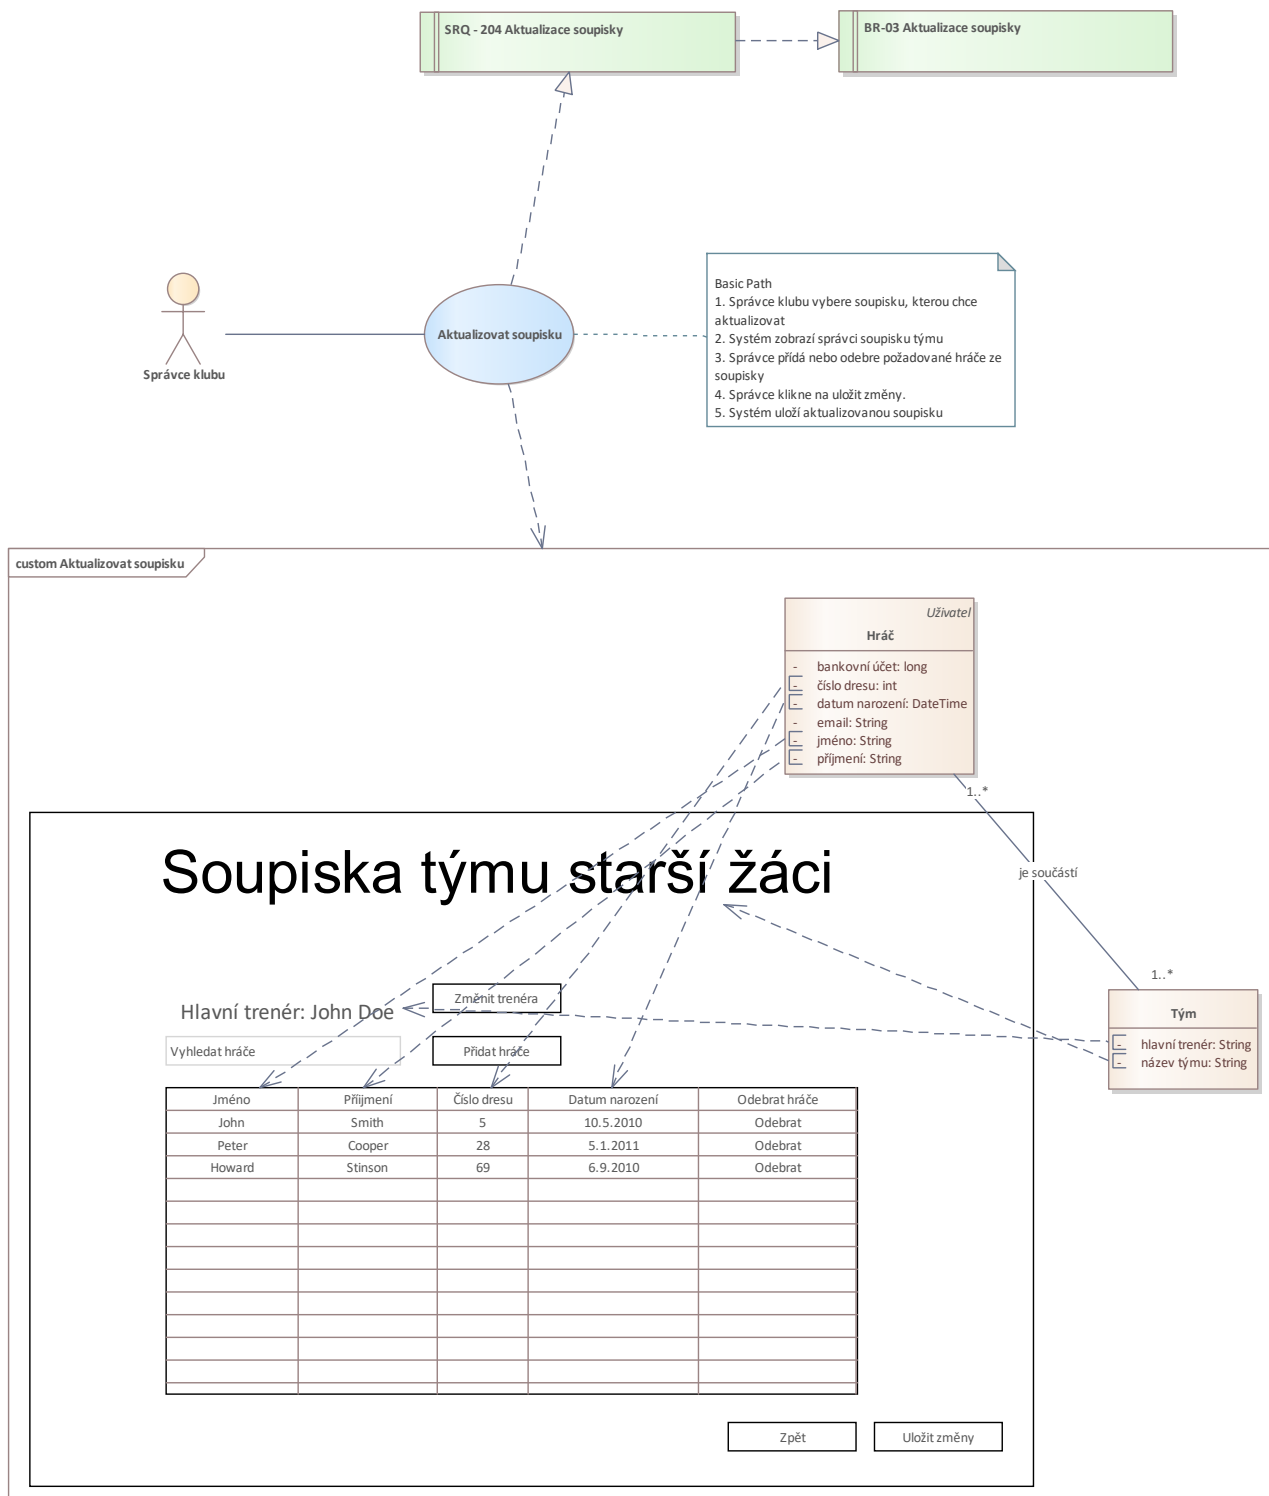 SRQ - 204 Aktualizace soupisky
BR-03 Aktualizace soupisky
Správce klubu
Aktualizovat soupisku
Basic Path
1. Správce klubu vybere soupisku, kterou chce
aktualizovat
2. Systém zobrazí správci soupisku týmu
3. Správce přídá nebo odebre požadované hráče ze
soupisky
4. Správce klikne na uložit změny.
5. Systém uloží aktualizovanou soupisku
custom Aktualizovat soupisku
Uživatel
Hráč
- bankovní účet: long
- číslo dresu: int
- datum narození: DateTime
- email: String
- jméno: String
- příjmení: String
1..*
je součástí
1..*
Tým
- hlavní trenér: String
- název týmu: String
Soupiska týmu starší žáci
Hlavní trenér: John Doe
Změnit trenéra
Vyhledat hráče
Přidat hráče
Jméno Příijmení Číslo dresu Datum narození Odebrat hráče
John Smith 5 10.5.2010 Odebrat
Peter Cooper 28 5.1.2011 Odebrat
Howard Stinson 69 6.9.2010 Odebrat
Zpět
Uložit změny